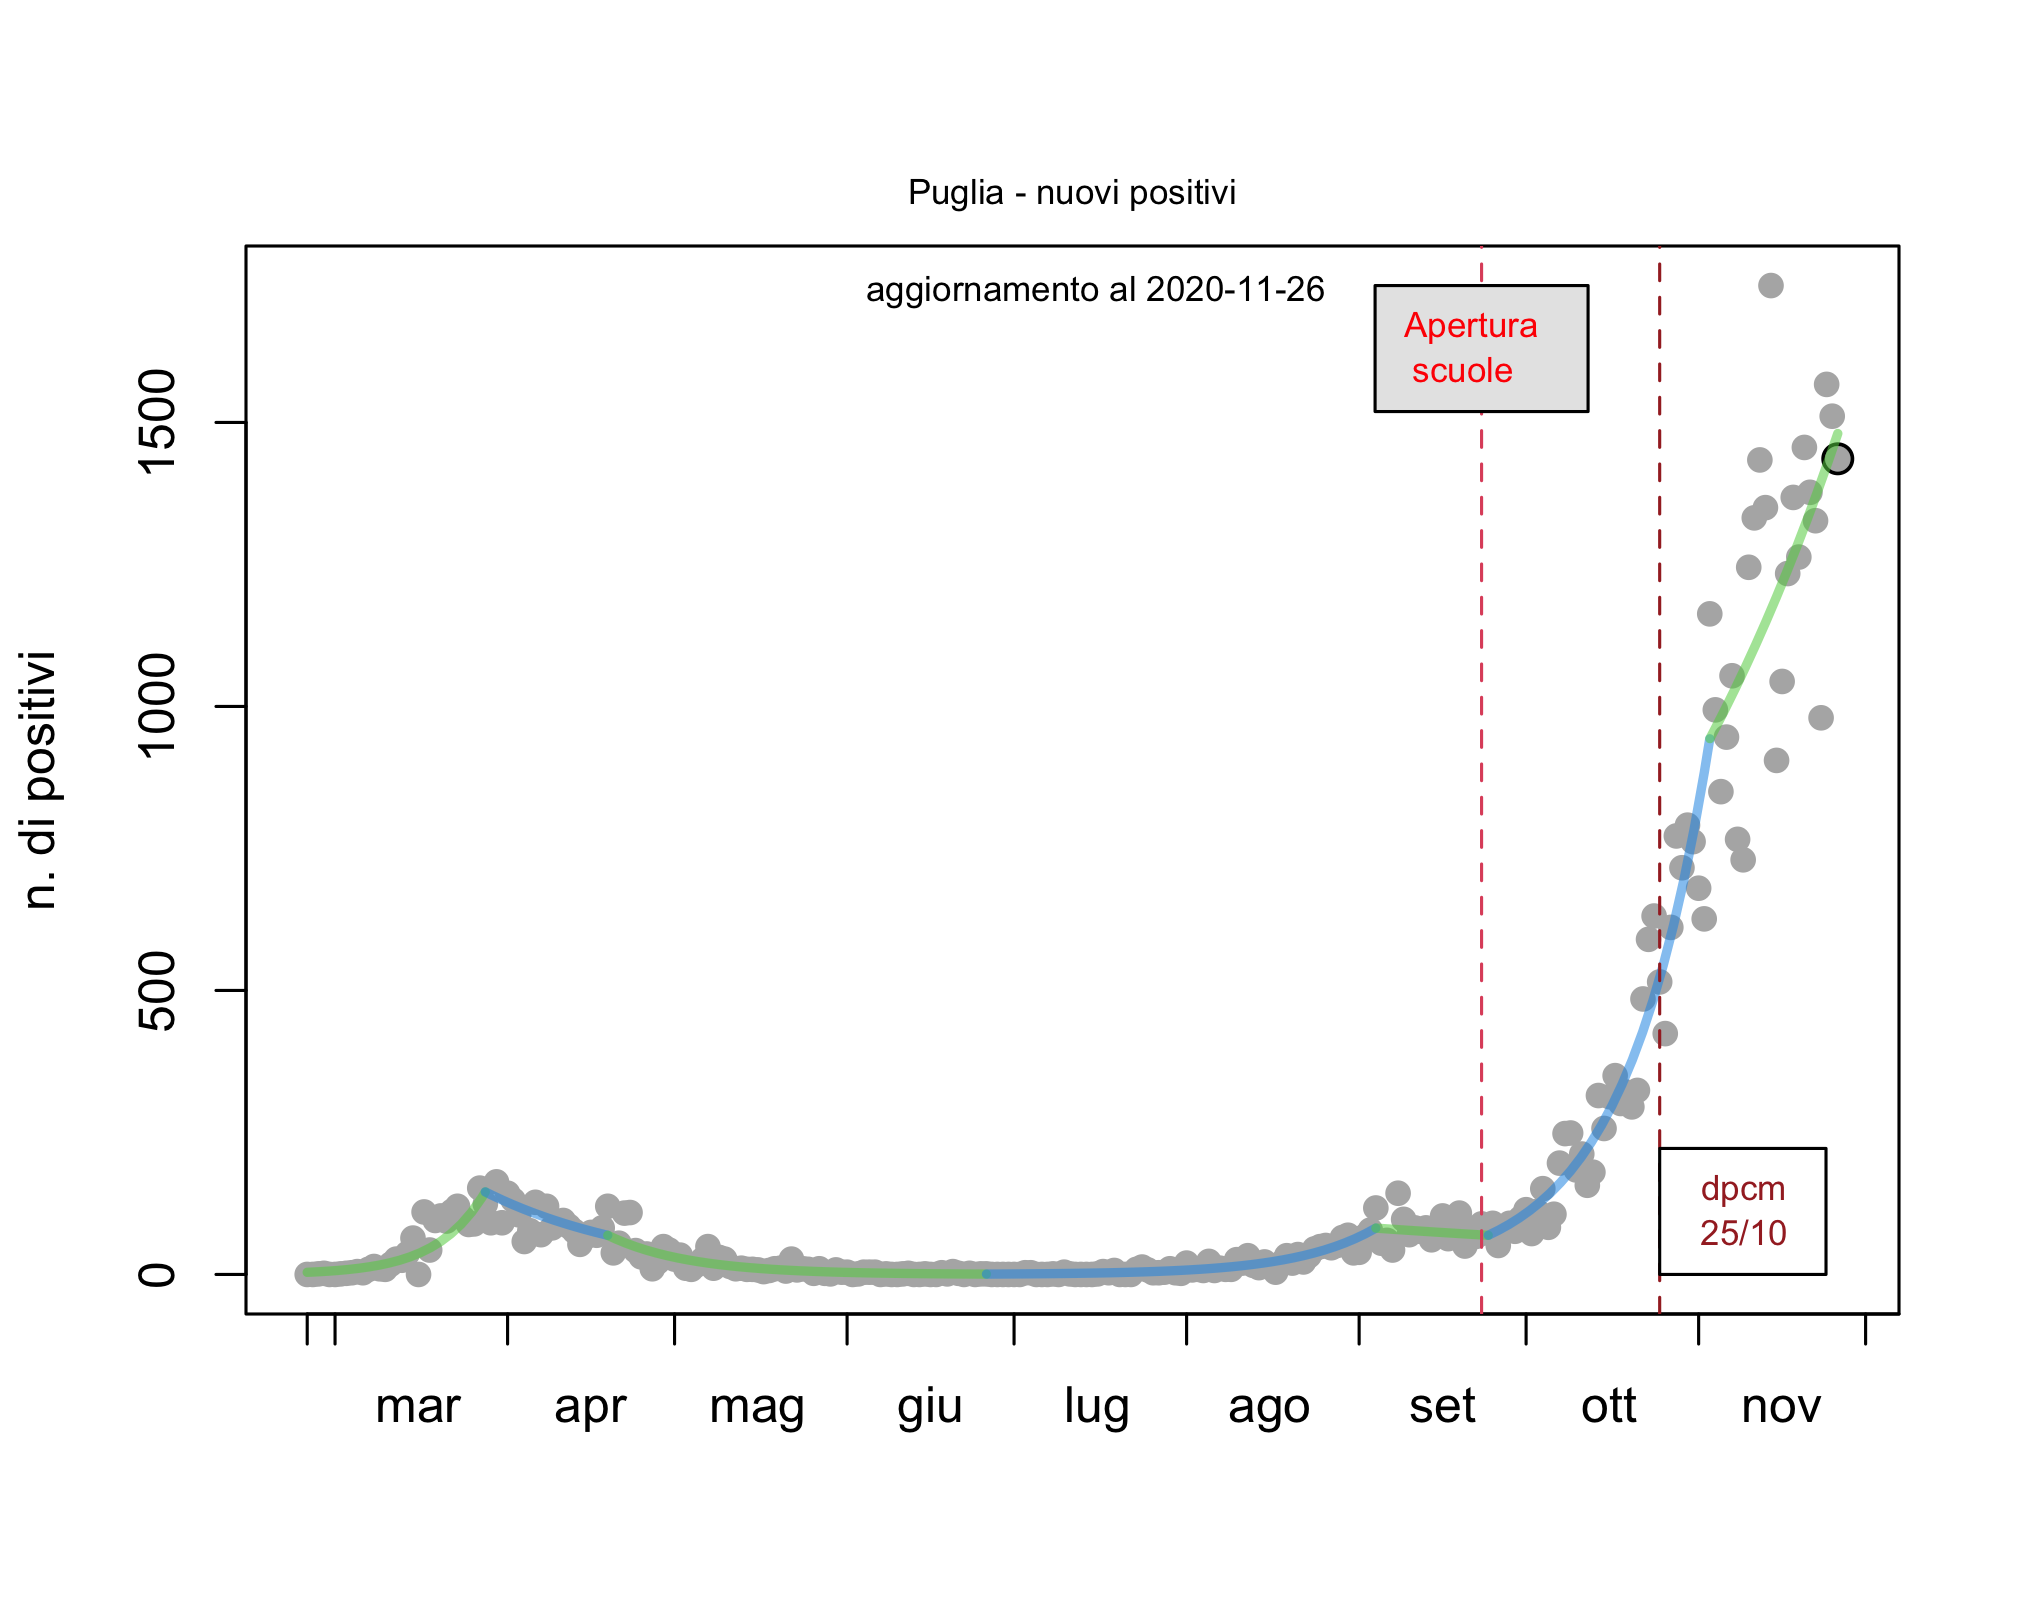 Puglia - nuovi positivi
aggiornamento al 2020-11-26
Apertura
scuole
n. di positivi
1500
1000
500
0
dpcm
25/10
mar apr mag giu lug ago set ott nov